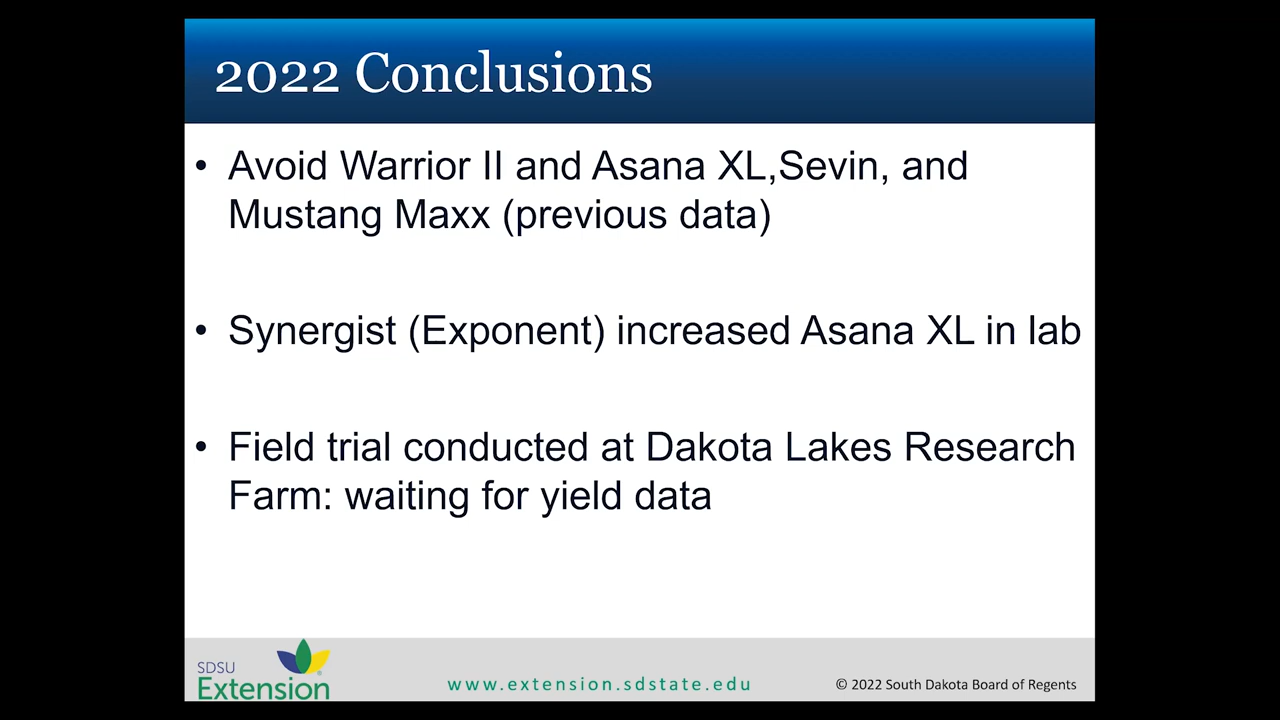 2022 Conclusions
• Avoid Warrior II and Asana XL,Sevin, and
Mustang Maxx (previous data)
• Synergist (Exponent) increased Asana XL in lab
• Field trial conducted at Dakota Lakes Research
Farm: waiting for yield data
SDSU
Extension
www.extension.sdstate.edu
© 2022 South Dakota Board of Regents